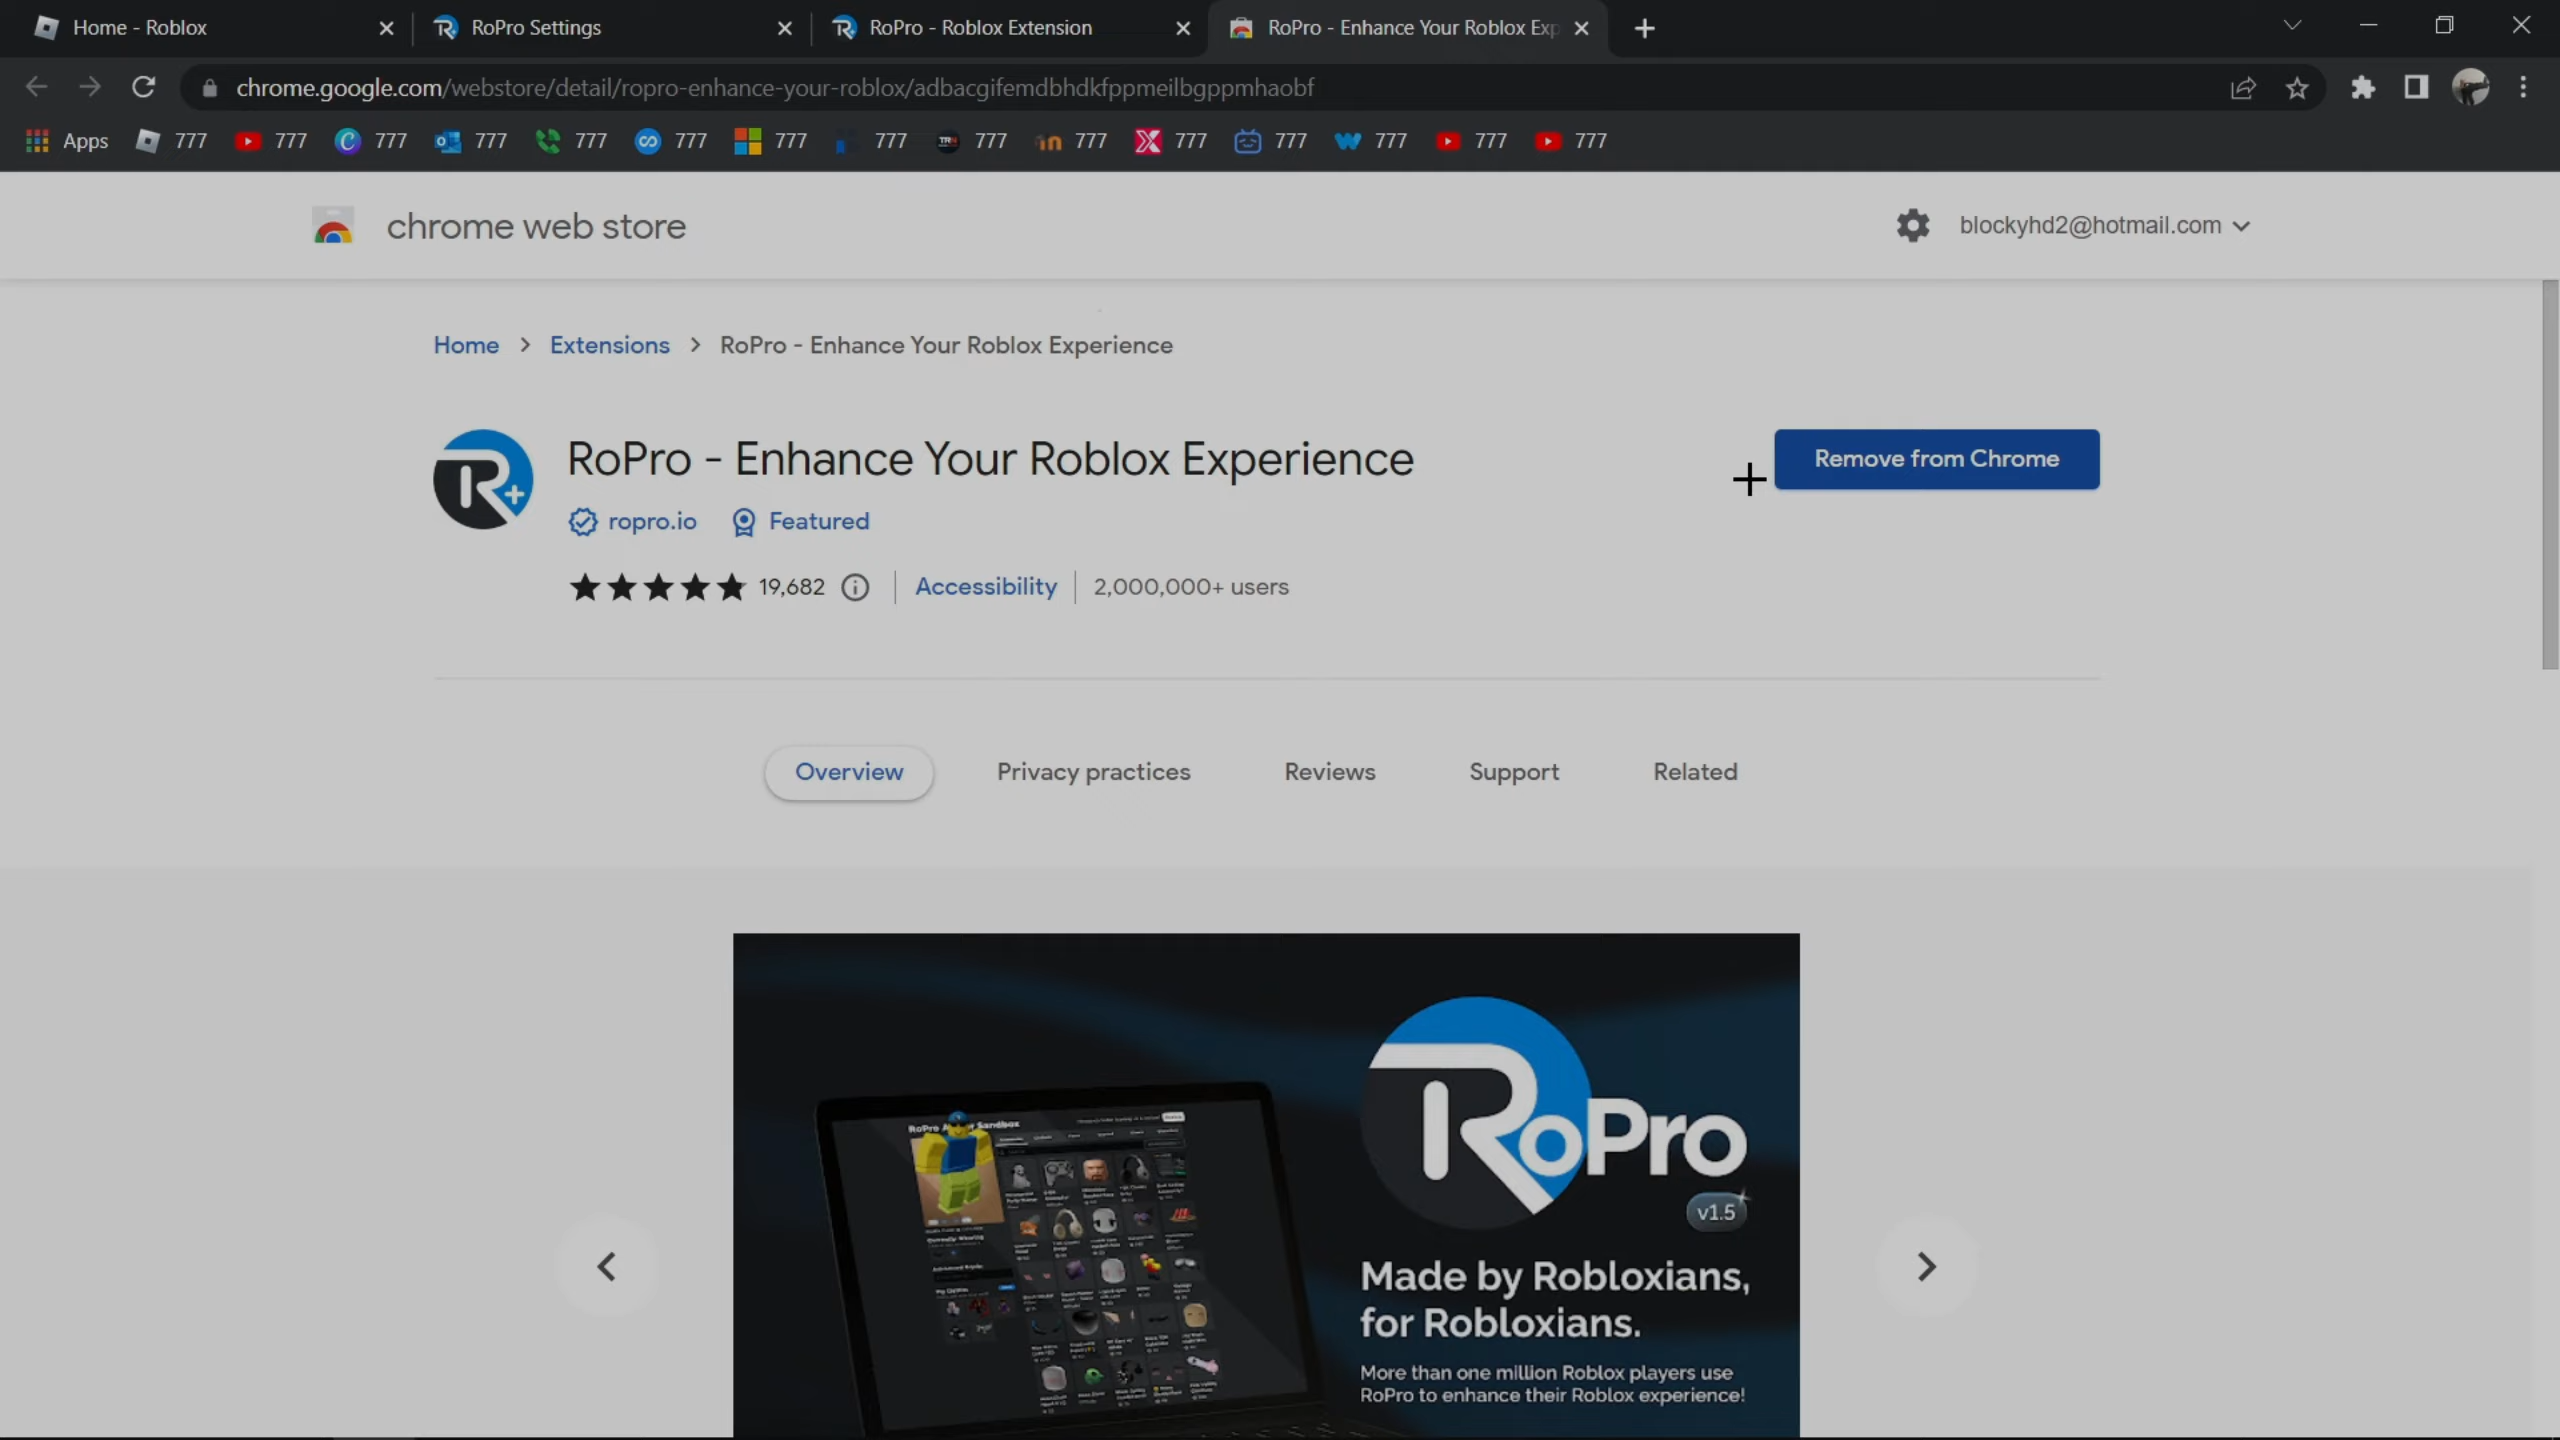 Home - Roblox
RoPro Settings
RoPro - Roblox Extension
RoPro - Enhance Your Roblox Exp
chrome.google.com/webstore/detail/ropro-enhance-your-roblox/adbacgifemdbhdkfppmeilbgppmhaobf
Apps 777 777 777 777 777 777 777 777 777 777 777 777 777 777 777
chrome web store
blockyhd2@hotmail.com
Home > Extensions > RoPro - Enhance Your Roblox Experience
RoPro - Enhance Your Roblox Experience
Remove from Chrome
ropro.io Featured
19,682 Accessibility 2,000,000+ users
Overview Privacy practices Reviews Support Related
RoPro
v1.5
Made by Robloxians,
for Robloxians.
More than one million Roblox players use
RoPro to enhance their Roblox experience!